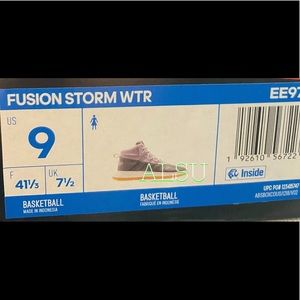 FUSION STORM WTR
EE97
US
9
F
41⅓
UK
7½
BASKETBALL
MADE IN INDONESIA
BASKETBALL
FABRIQUÉ EN INDONÉSIE
ALSU
1 92610 56722
Inside